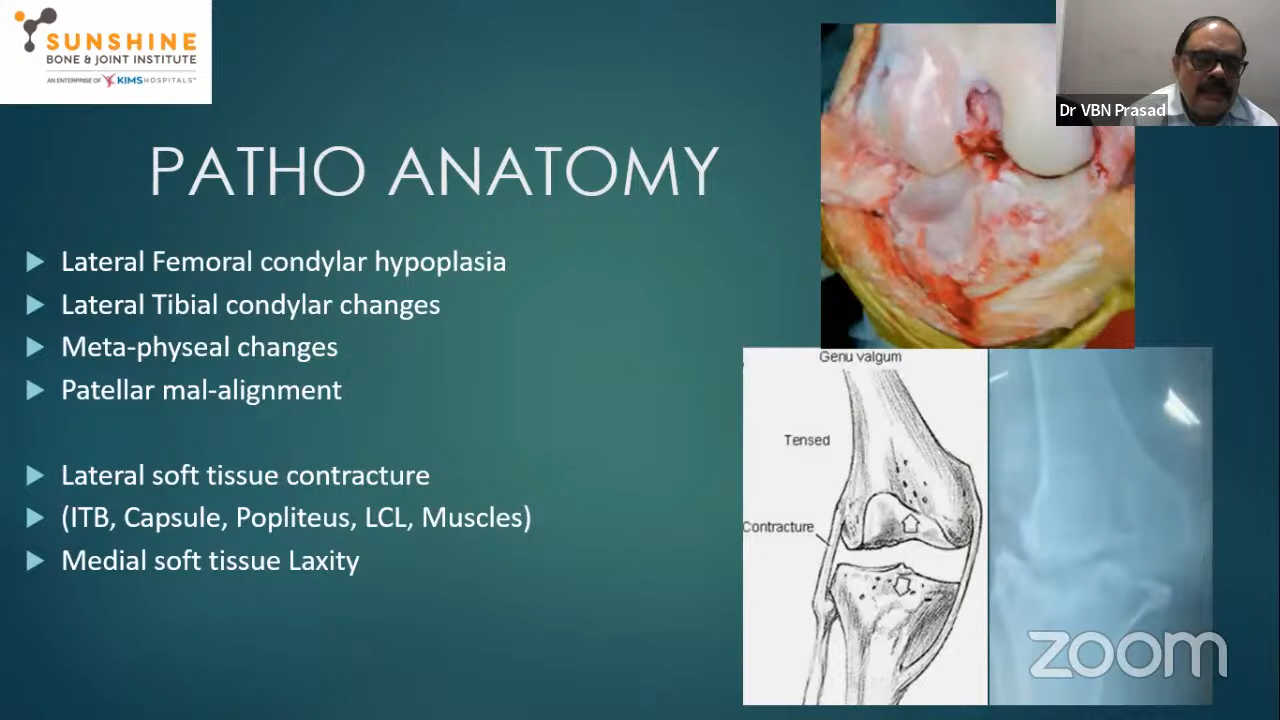 SUNSHINE
BONE & JOINT INSTITUTE
AN ENTERPRISE OF KIMS HOSPITALS
Dr VBN Prasad
PATHO ANATOMY
Lateral Femoral condylar hypoplasia
Lateral Tibial condylar changes
Meta-physeal changes
Patellar mal-alignment
Lateral soft tissue contracture
(ITB, Capsule, Popliteus, LCL, Muscles)
Medial soft tissue Laxity
Genu valgum
Tensed
Contracture
zoom